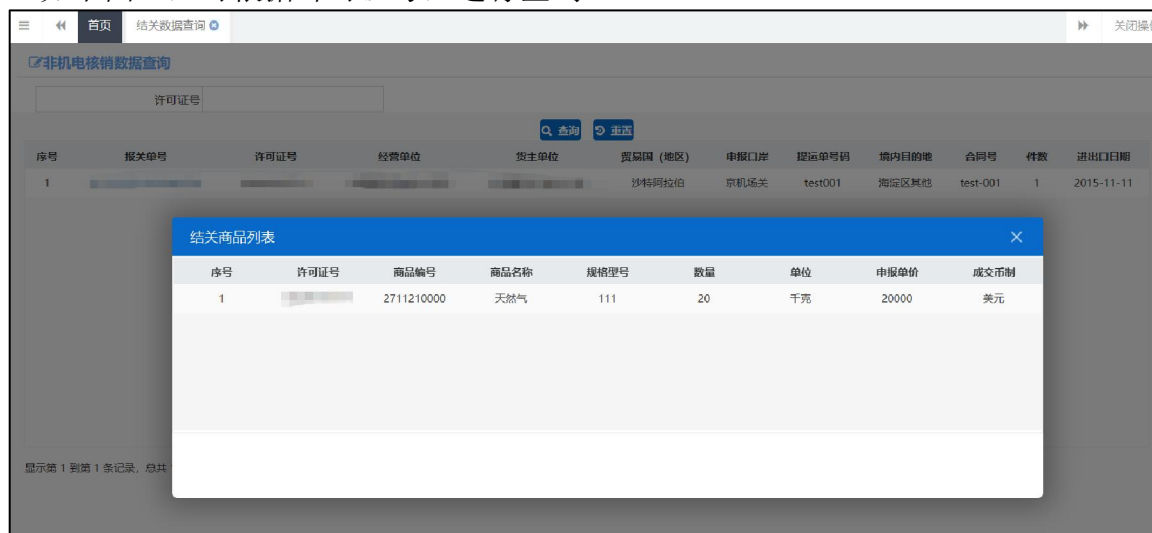 首页 结关数据查询 关闭操
非机电核销数据查询
许可证号
查询 重置
序号 报关单号 许可证号 经营单位 货主单位 贸易国（地区） 申报口岸 提运单号码 境内目的地 合同号 件数 进出口日期
1 沙特阿拉伯 京机场关 test001 海淀区其他 test-001 1 2015-11-11
结关商品列表
序号 许可证号 商品编号 商品名称 规格型号 数量 单位 申报单价 成交币制
1 2711210000 天然气 111 20 千克 20000 美元
显示第 1 到第 1 条记录，总共